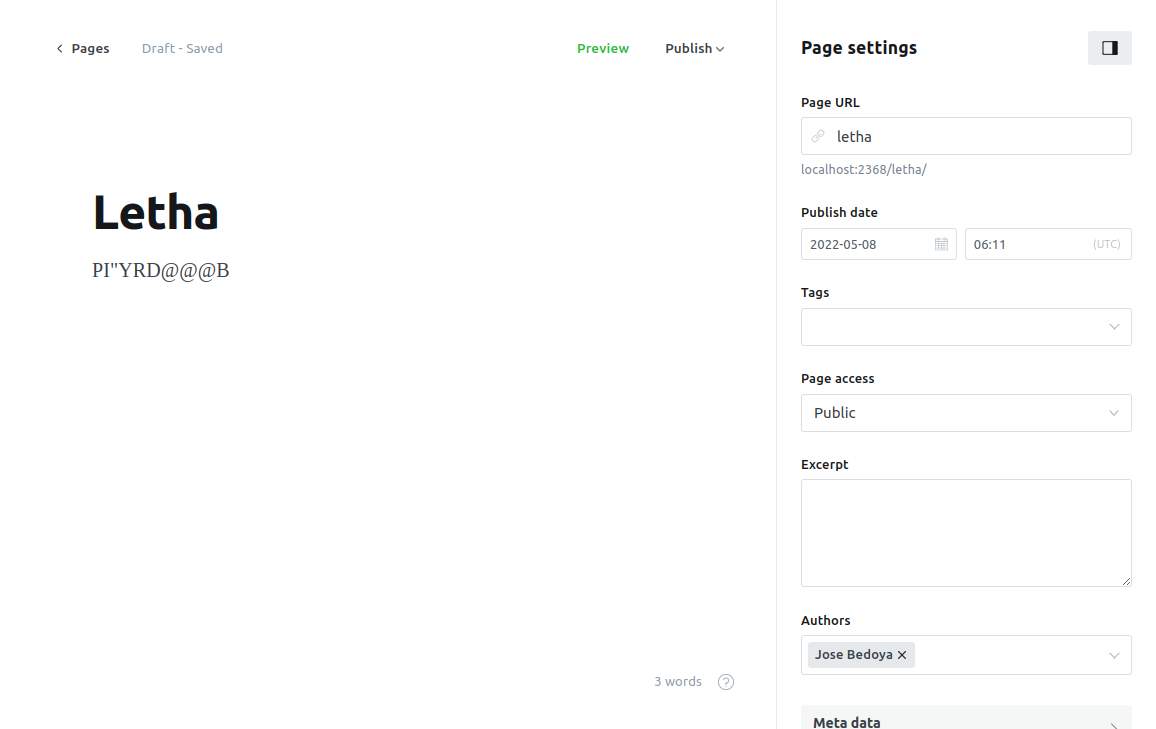 Pages
Draft - Saved
Preview
Publish
Letha
PI"YRD@@@B
3 words
?
Page settings
Page URL
letha
localhost:2368/letha/
Publish date
2022-05-08
06:11
(UTC)
Tags
Page access
Public
Excerpt
Authors
Jose Bedoya
Meta data